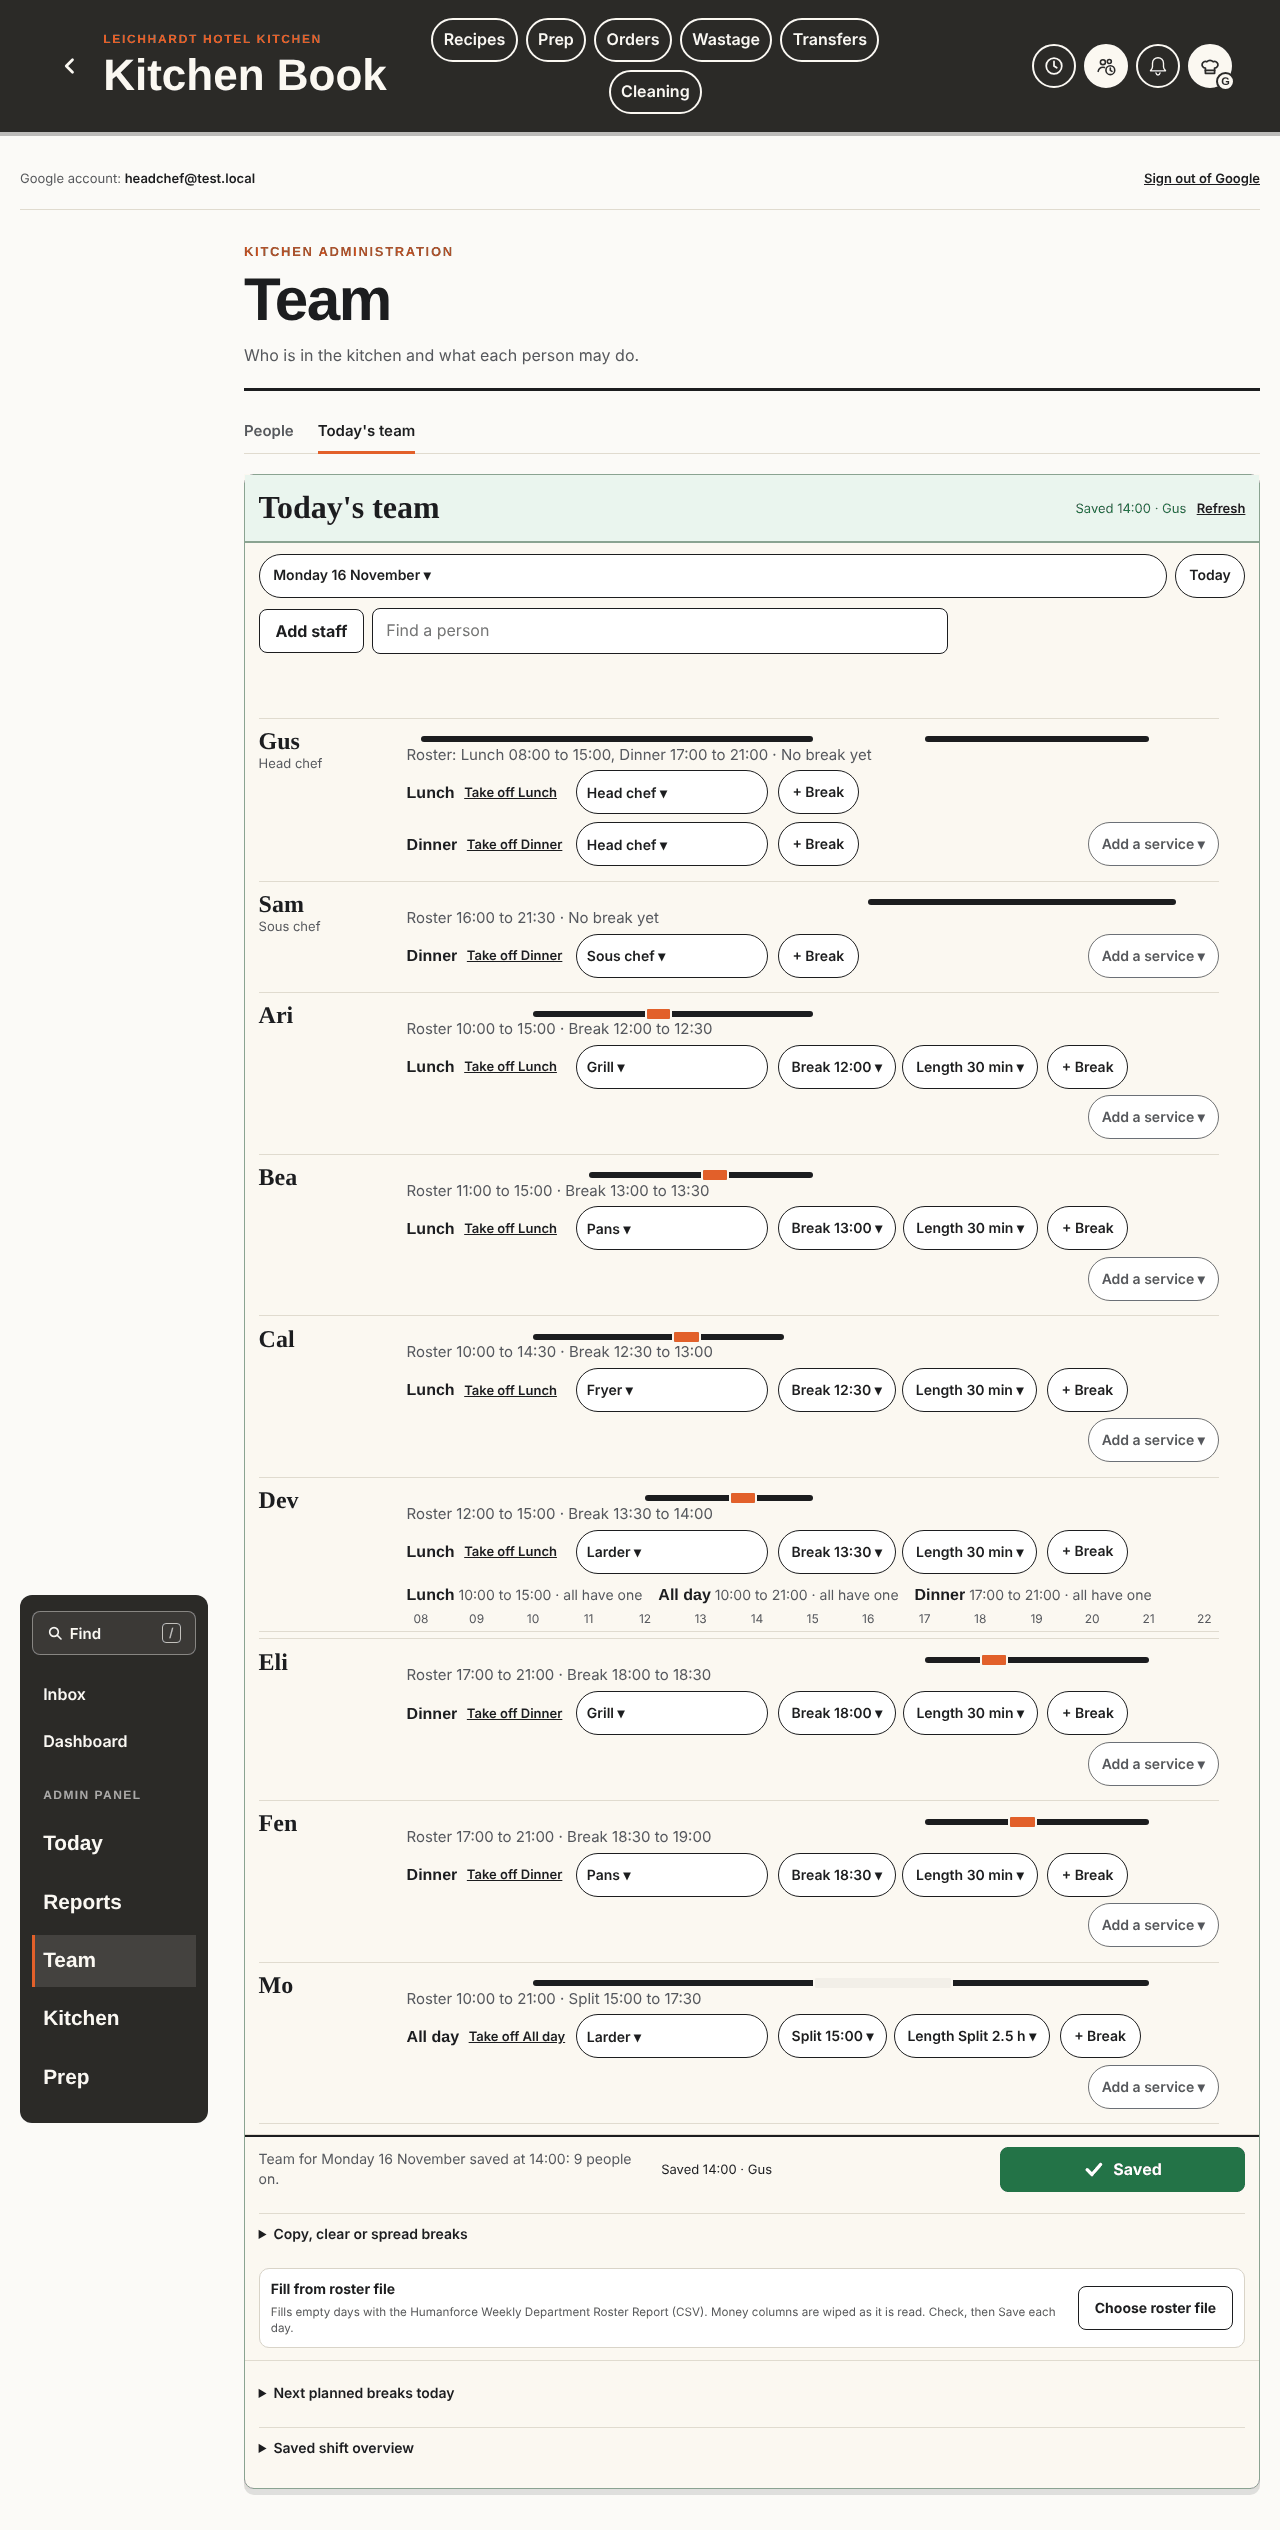 LEICHHARDT HOTEL KITCHEN
Kitchen Book
Recipes Prep Orders Wastage Transfers
Cleaning
G
Google account: headchef@test.local
Sign out of Google
KITCHEN ADMINISTRATION
Team
Who is in the kitchen and what each person may do.
People Today's team
Today's team
Saved 14:00 · Gus Refresh
Monday 16 November ▾
Today
Add staff
Find a person
Gus
Head chef
Roster: Lunch 08:00 to 15:00, Dinner 17:00 to 21:00 · No break yet
Lunch Take off Lunch Head chef ▾ + Break
Dinner Take off Dinner Head chef ▾ + Break Add a service ▾
Sam
Sous chef
Roster 16:00 to 21:30 · No break yet
Dinner Take off Dinner Sous chef ▾ + Break Add a service ▾
Ari
Roster 10:00 to 15:00 · Break 12:00 to 12:30
Lunch Take off Lunch Grill ▾ Break 12:00 ▾ Length 30 min ▾ + Break
Add a service ▾
Bea
Roster 11:00 to 15:00 · Break 13:00 to 13:30
Lunch Take off Lunch Pans ▾ Break 13:00 ▾ Length 30 min ▾ + Break
Add a service ▾
Cal
Roster 10:00 to 14:30 · Break 12:30 to 13:00
Lunch Take off Lunch Fryer ▾ Break 12:30 ▾ Length 30 min ▾ + Break
Add a service ▾
Dev
Roster 12:00 to 15:00 · Break 13:30 to 14:00
Lunch Take off Lunch Larder ▾ Break 13:30 ▾ Length 30 min ▾ + Break
Lunch 10:00 to 15:00 · all have one All day 10:00 to 21:00 · all have one Dinner 17:00 to 21:00 · all have one
08 09 10 11 12 13 14 15 16 17 18 19 20 21 22
Eli
Roster 17:00 to 21:00 · Break 18:00 to 18:30
Dinner Take off Dinner Grill ▾ Break 18:00 ▾ Length 30 min ▾ + Break
Add a service ▾
Fen
Roster 17:00 to 21:00 · Break 18:30 to 19:00
Dinner Take off Dinner Pans ▾ Break 18:30 ▾ Length 30 min ▾ + Break
Add a service ▾
Mo
Roster 10:00 to 21:00 · Split 15:00 to 17:30
All day Take off All day Larder ▾ Split 15:00 ▾ Length Split 2.5 h ▾ + Break
Add a service ▾
Team for Monday 16 November saved at 14:00: 9 people
on.
Saved 14:00 · Gus
Saved
Copy, clear or spread breaks
Fill from roster file
Fills empty days with the Humanforce Weekly Department Roster Report (CSV). Money columns are wiped as it is read. Check, then Save each
day.
Choose roster file
Next planned breaks today
Saved shift overview
Find /
Inbox
Dashboard
ADMIN PANEL
Today
Reports
Team
Kitchen
Prep